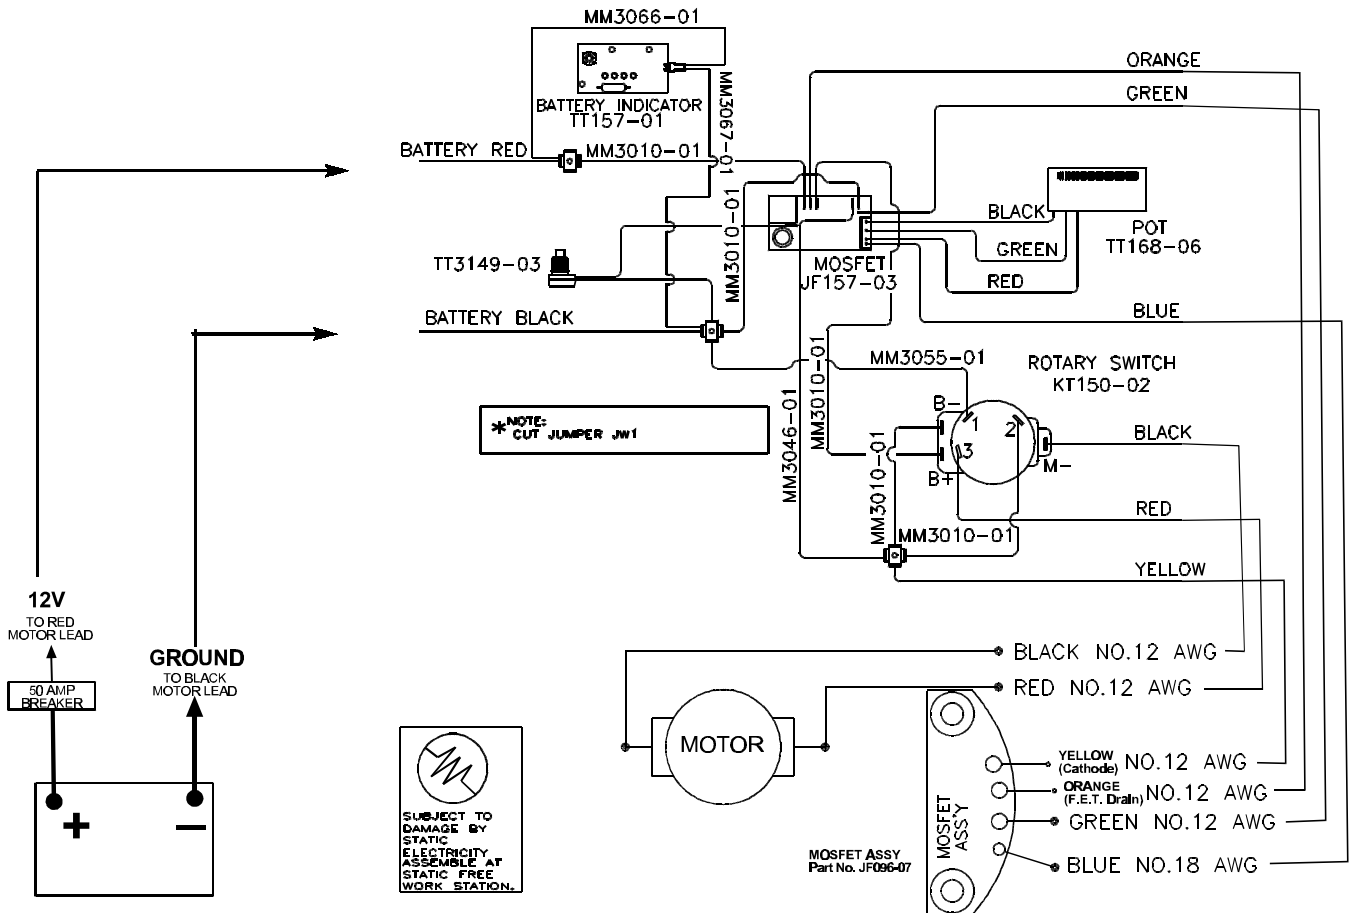 MM3066-01
ORANGE
GREEN
BATTERY INDICATOR
TT157-01
MM3067-01
BATTERY RED
MM3010-01
MM3010-01
BLACK
GREEN
RED
POT
TT168-06
TT3149-03
MOSFET
JF157-03
BATTERY BLACK
BLUE
MM3055-01
ROTARY SWITCH
KT150-02
MM3010-01
MM3046-01
*NOTE:
CUT JUMPER JW1
B-
1
2
3
B+
M-
BLACK
MM3010-01
RED
MM3010-01
YELLOW
12V
TO RED
MOTOR LEAD
50 AMP
BREAKER
GROUND
TO BLACK
MOTOR LEAD
+
−
BLACK NO.12 AWG
RED NO.12 AWG
MOTOR
YELLOW
(Cathode) NO.12 AWG
ORANGE
(F.E.T. Drain) NO.12 AWG
GREEN NO.12 AWG
BLUE NO.18 AWG
MOSFET
ASS'Y
MOSFET ASSY
Part No. JF096-07
SUBJECT TO
DAMAGE BY
STATIC
ELECTRICITY
ASSEMBLE AT
STATIC FREE
WORK STATION.